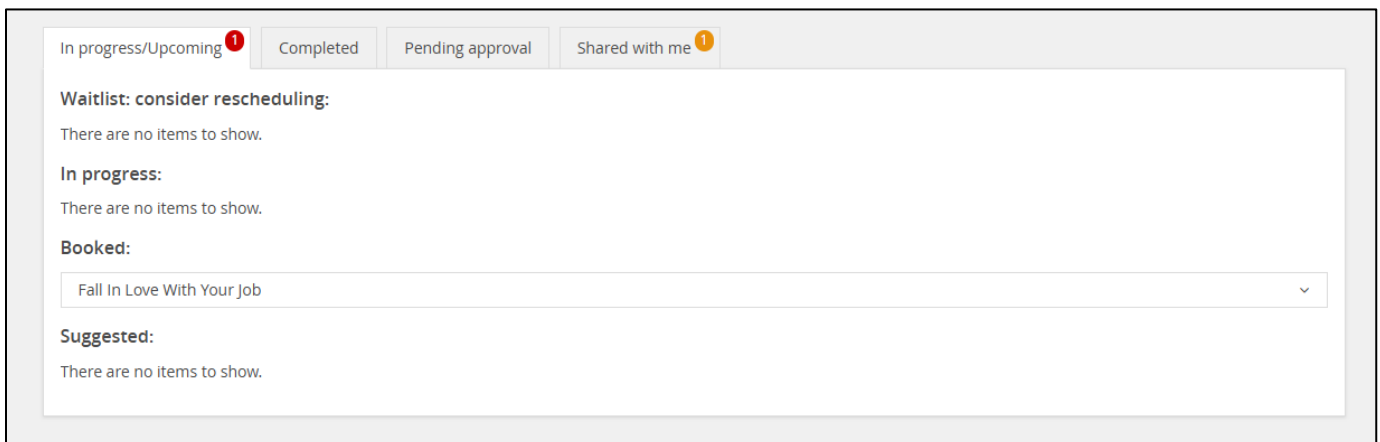 In progress/Upcoming 1 Completed Pending approval Shared with me 1
Waitlist: consider rescheduling:
There are no items to show.
In progress:
There are no items to show.
Booked:
Fall In Love With Your Job
Suggested:
There are no items to show.